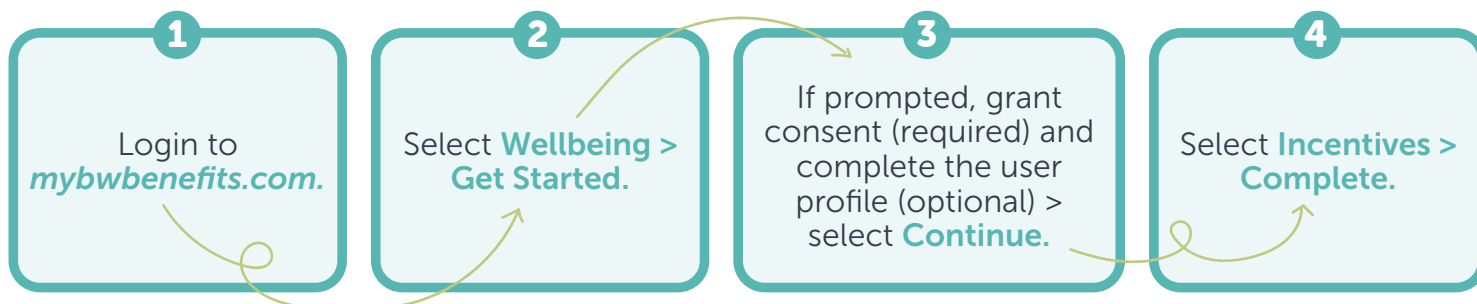 1
Login to
mybwbenefits.com.
2
Select Wellbeing >
Get Started.
3
If prompted, grant
consent (required) and
complete the user
profile (optional) >
select Continue.
4
Select Incentives >
Complete.